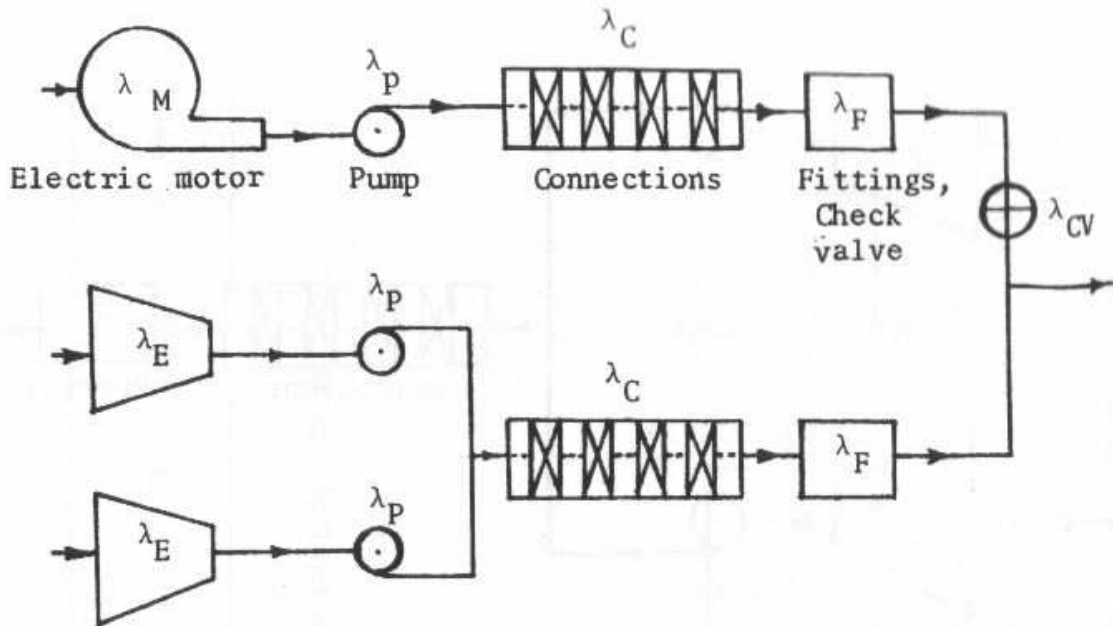 λC
λp
λM
λF
Electric motor
Pump
Connections
Fittings,
Check
valve
λCV
λP
λE
λC
λF
λP
λE